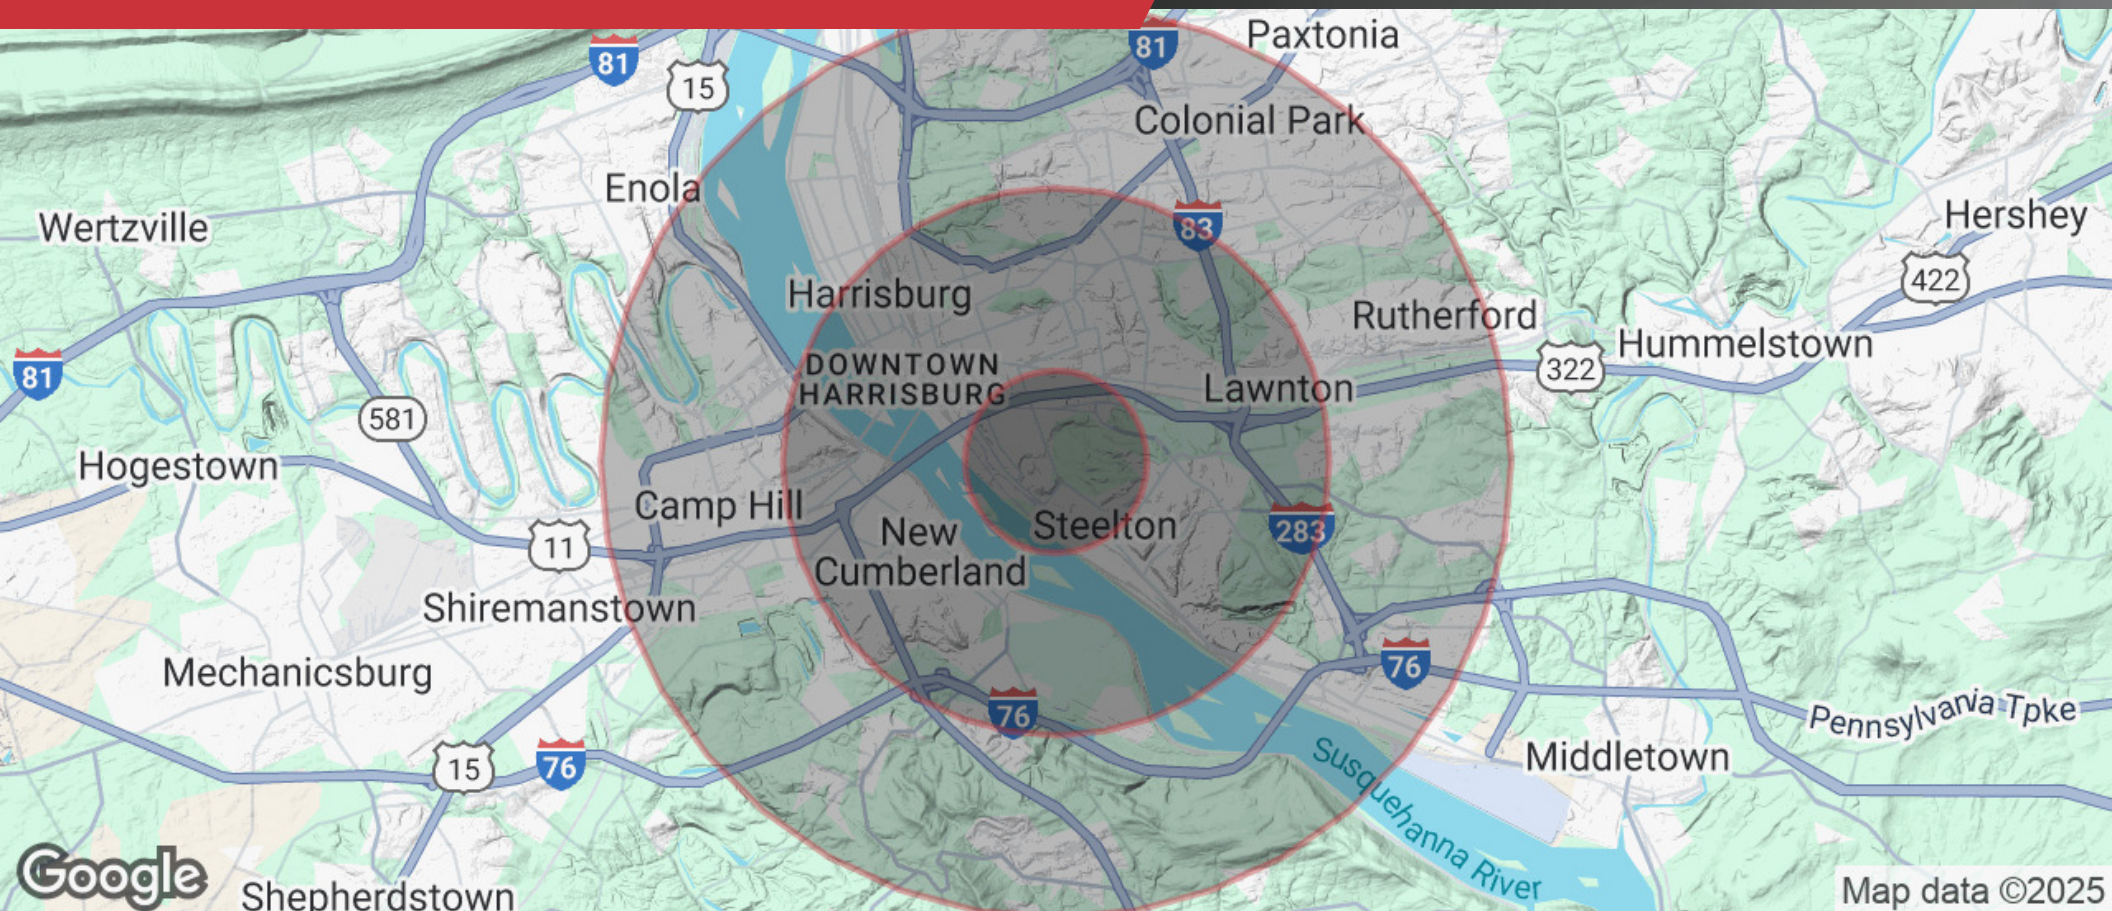 Paxtonia
81
81
15
Colonial Park
Enola
Wertzville
Hershey
83
422
Harrisburg
Rutherford
Hummelstown
DOWNTOWN
HARRISBURG
322
81
Lawnton
581
Hogestown
Camp Hill
New
Cumberland
Steelton
283
11
Shiremanstown
Mechanicsburg
76
76
Pennsylvania Tpke
15
76
Middletown
Susquehanna River
Google
Shepherdstown
Map data ©2025